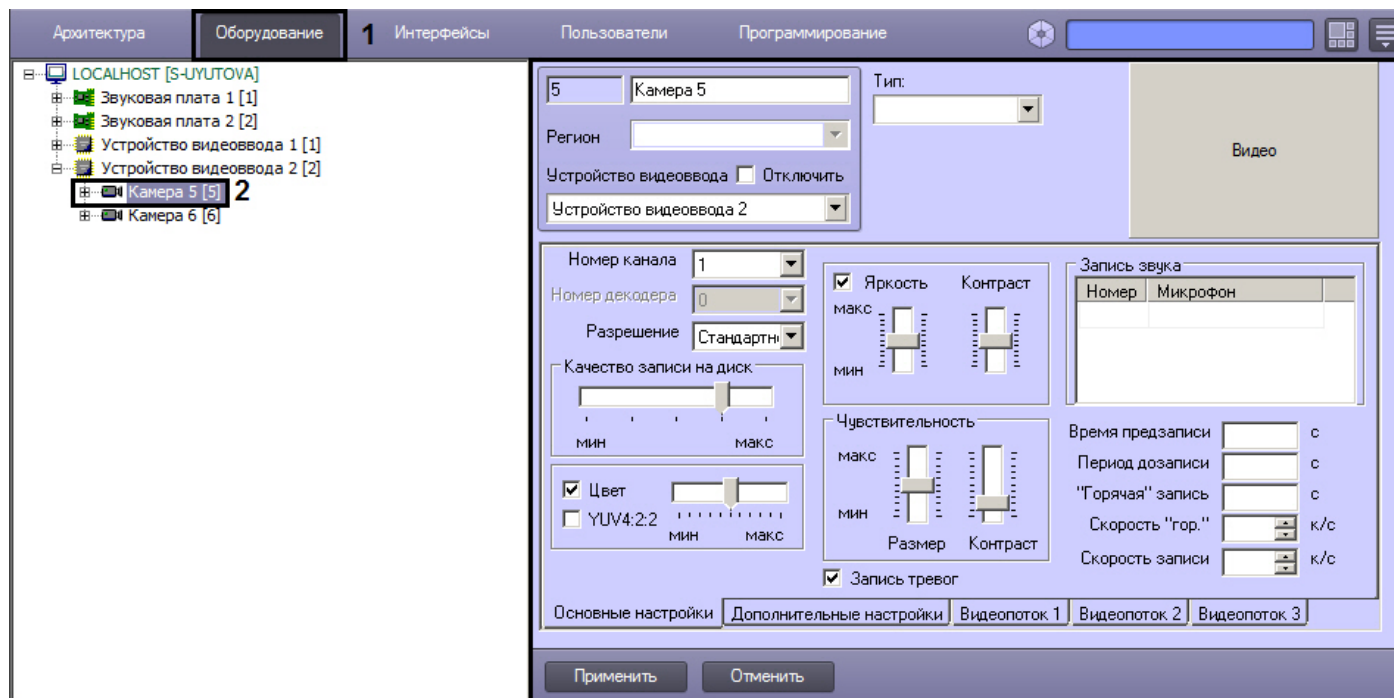 Архитектура Оборудование 1 Интерфейсы Пользователи Программирование
LOCALHOST [S-UYUTOVA]
Звуковая плата 1 [1]
Звуковая плата 2 [2]
Устройство видеоввода 1 [1]
Устройство видеоввода 2 [2]
Камера 5 [5] 2
Камера 6 [6]
5 Камера 5
Тип:
Регион
Устройство видеоввода Отключить
Устройство видеоввода 2
Видео
Номер канала 1
Номер декодера 0
Разрешение Стандартн
Качество записи на диск
мин макс
Цвет
YUV4:2:2
мин макс
Яркость Контраст
макс
мин
Чувствительность
макс
мин
Размер Контраст
Запись тревог
Запись звука
Номер Микрофон
Время предзаписи с
Период дозаписи с
"Горячая" запись с
Скорость "гор." к/с
Скорость записи к/с
Основные настройки Дополнительные настройки Видеопоток 1 Видеопоток 2 Видеопоток 3
Применить Отменить